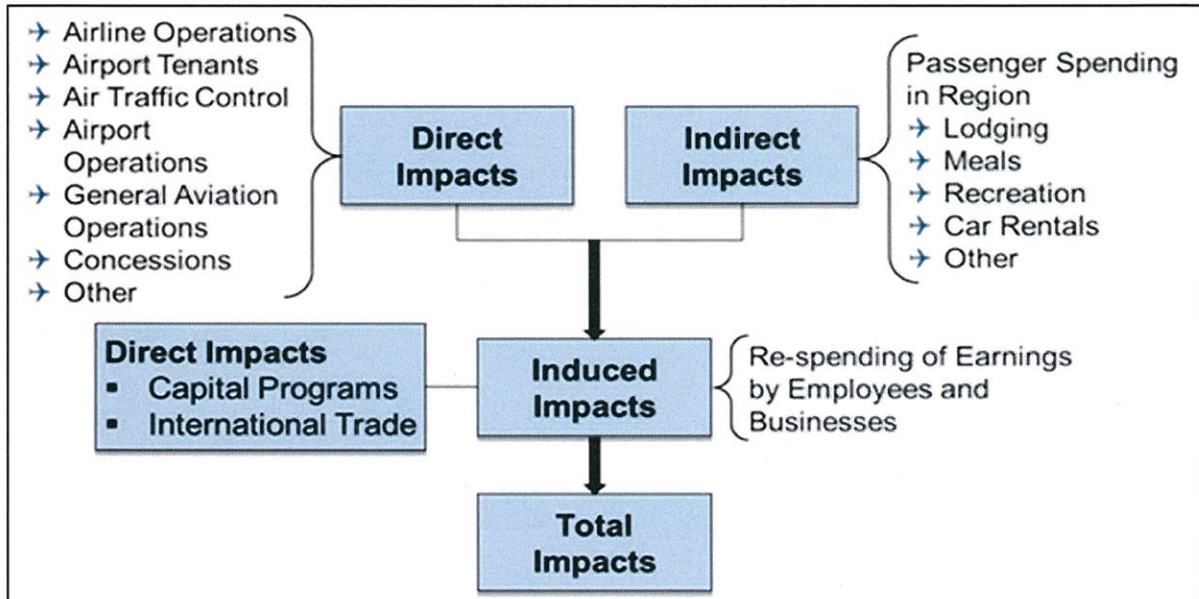 Airline Operations
Airport Tenants
Air Traffic Control
Airport
Operations
General Aviation
Operations
Concessions
Other
Direct
Impacts
Indirect
Impacts
Passenger Spending
in Region
Lodging
Meals
Recreation
Car Rentals
Other
Direct Impacts
Capital Programs
International Trade
Induced
Impacts
Re-spending of Earnings
by Employees and
Businesses
Total
Impacts